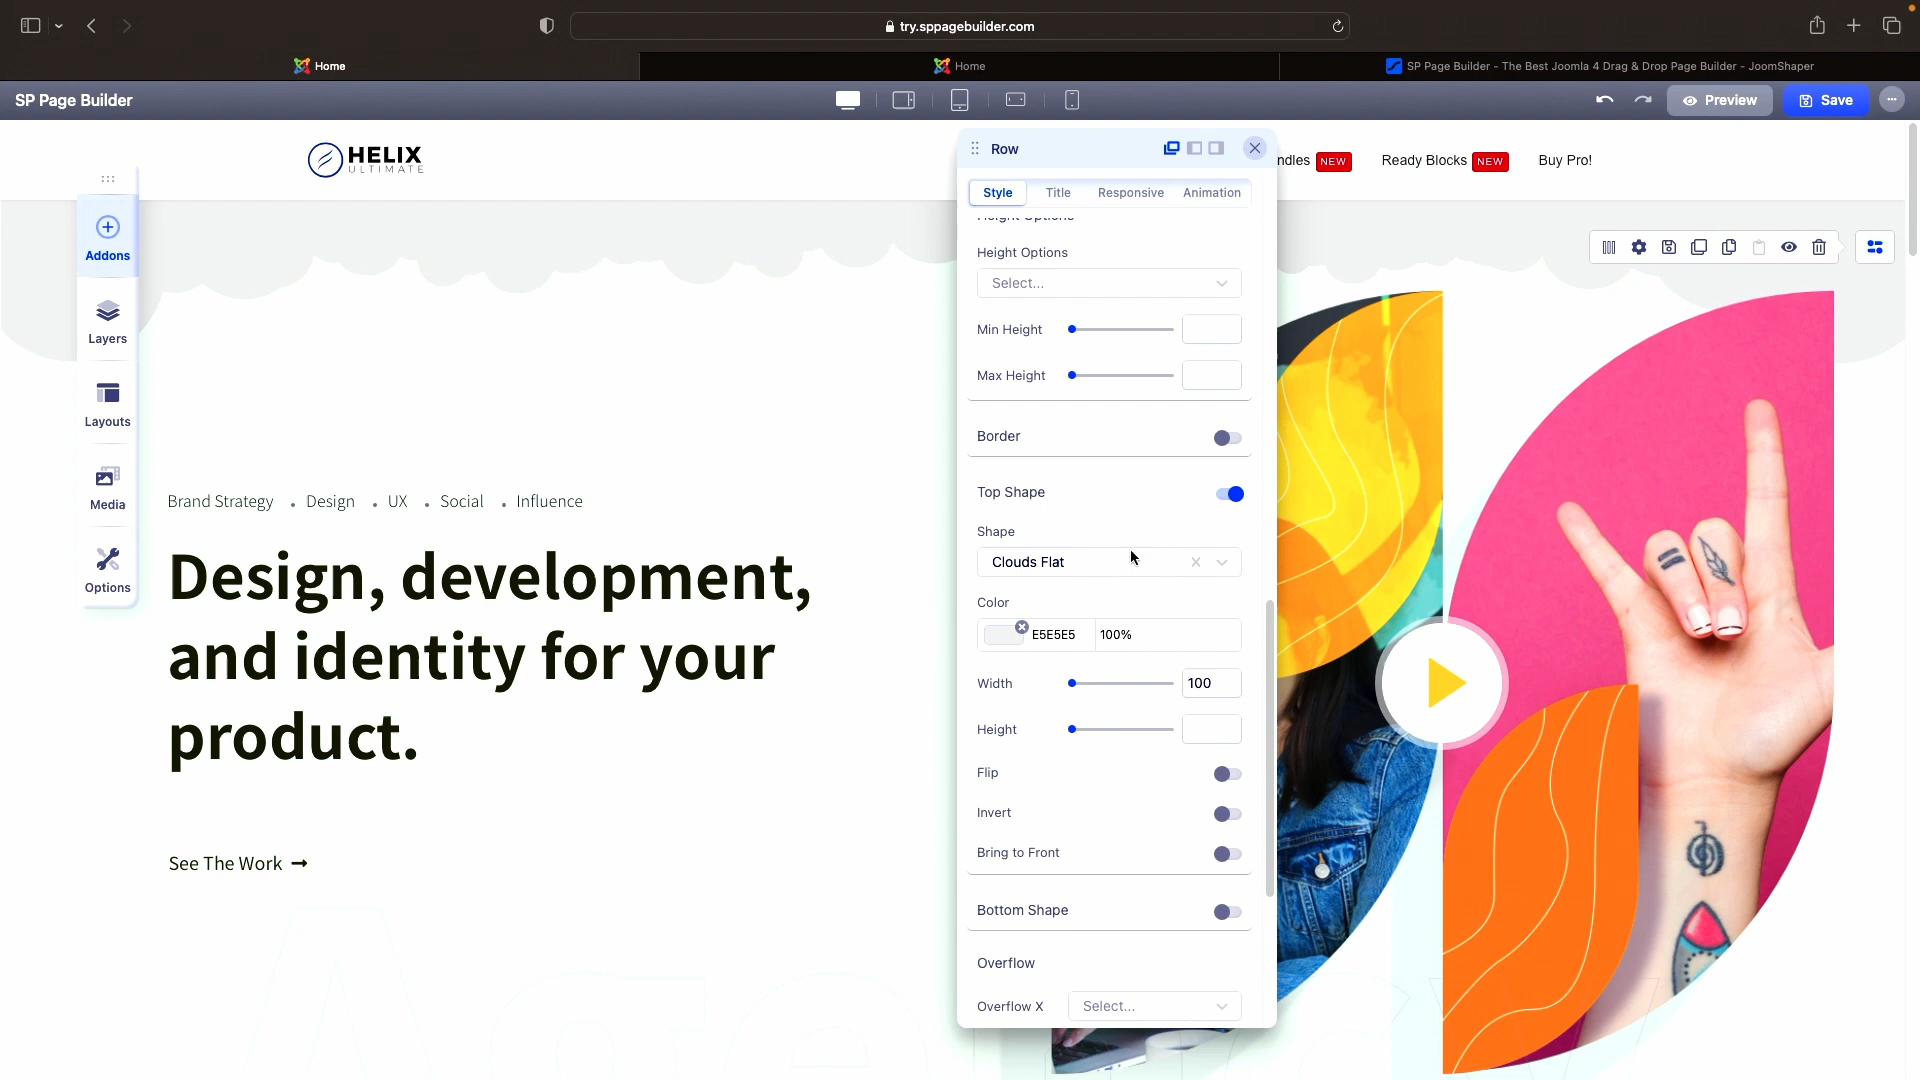 try.sppagebuilder.com
Home
Home
SP Page Builder - The Best Joomla 4 Drag & Drop Page Builder - JoomShaper
SP Page Builder
Preview
Save
HELIX
ULTIMATE
ndles NEW
Ready Blocks NEW
Buy Pro!
Addons
Layers
Layouts
Media
Options
Brand Strategy . Design . UX . Social . Influence
Design, development,
and identity for your
product.
See The Work →
Row
Style Title Responsive Animation
Height Options
Height Options
Select...
Min Height
Max Height
Border
Top Shape
Shape
Clouds Flat
Color
E5E5E5 100%
Width 100
Height
Flip
Invert
Bring to Front
Bottom Shape
Overflow
Overflow X Select...